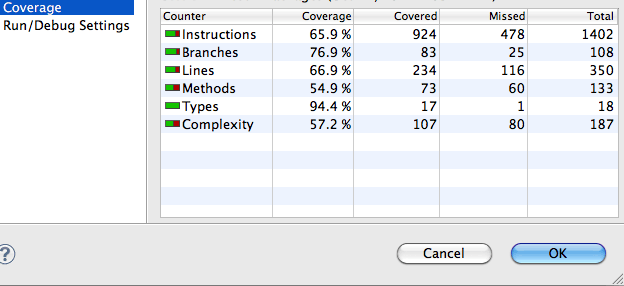 Coverage
Run/Debug Settings
Counter Coverage Covered Missed Total
Instructions 65.9 % 924 478 1402
Branches 76.9 % 83 25 108
Lines 66.9 % 234 116 350
Methods 54.9 % 73 60 133
Types 94.4 % 17 1 18
Complexity 57.2 % 107 80 187
? Cancel OK